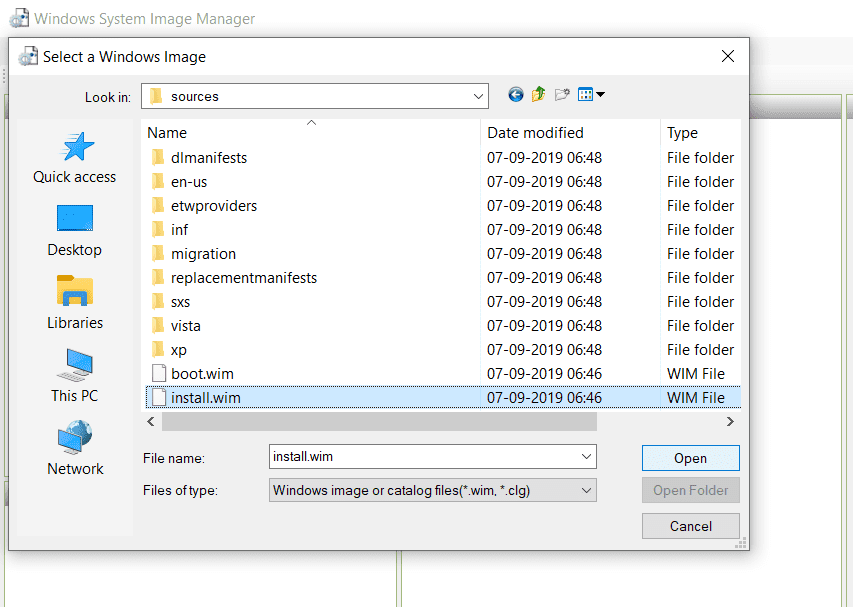 Windows System Image Manager
Select a Windows Image
Look in: sources
Quick access
Desktop
Libraries
This PC
Network
Name Date modified Type
dlmanifests 07-09-2019 06:48 File folder
en-us 07-09-2019 06:48 File folder
etwproviders 07-09-2019 06:48 File folder
inf 07-09-2019 06:48 File folder
migration 07-09-2019 06:48 File folder
replacementmanifests 07-09-2019 06:48 File folder
sxs 07-09-2019 06:48 File folder
vista 07-09-2019 06:48 File folder
xp 07-09-2019 06:48 File folder
boot.wim 07-09-2019 06:46 WIM File
install.wim 07-09-2019 06:46 WIM File
File name: install.wim Open
Files of type: Windows image or catalog files(*.wim, *.clg) Open Folder
Cancel